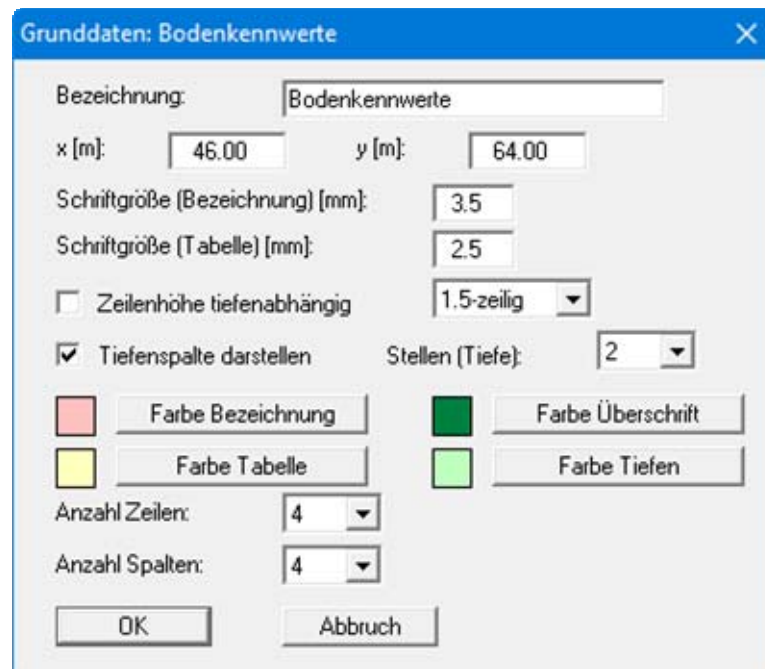 Grunddaten: Bodenkennwerte
Bezeichnung: Bodenkennwerte
x [m]: 46.00 y [m]: 64.00
Schriftgröße (Bezeichnung) [mm]: 3.5
Schriftgröße (Tabelle) [mm]: 2.5
Zeilenhöhe tiefenabhängig 1.5-zeilig
Tiefenspalte darstellen Stellen (Tiefe): 2
Farbe Bezeichnung Farbe Überschrift
Farbe Tabelle Farbe Tiefen
Anzahl Zeilen: 4
Anzahl Spalten: 4
OK Abbruch